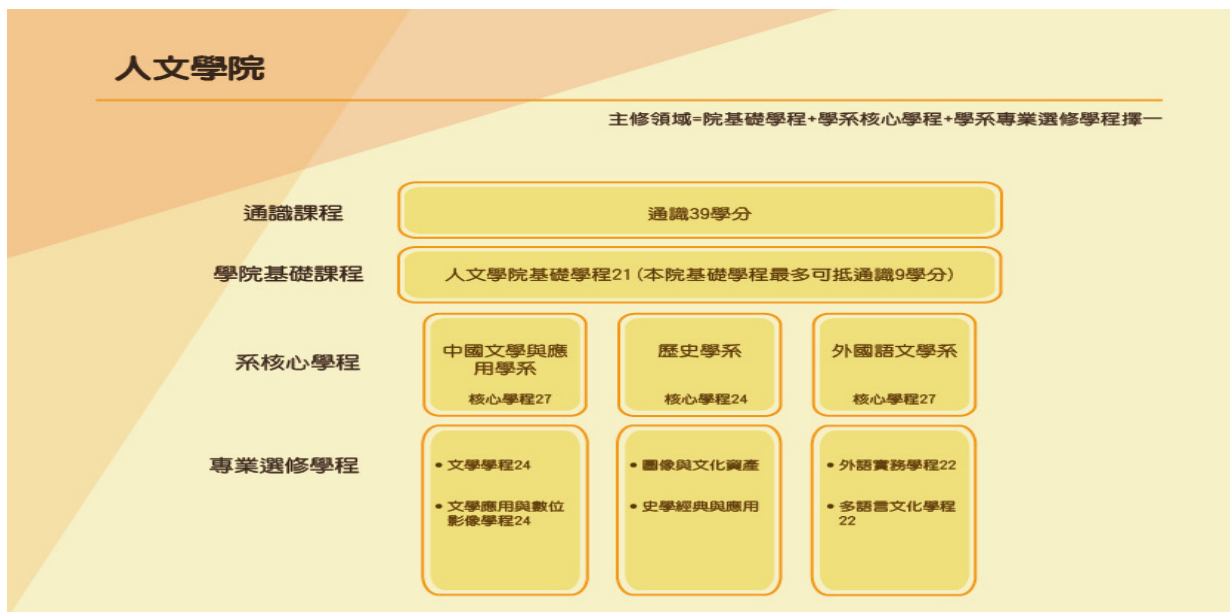 人文學院
主修領域=院基礎學程+學系核心學程+學系專業選修學程擇一
通識課程
通識39學分
學院基礎課程
人文學院基礎學程21 (本院基礎學程最多可抵通識9學分)
系核心學程
中國文學與應
用學系
核心學程27
歷史學系
核心學程24
外國語文學系
核心學程27
專業選修學程
• 文學學程24
• 文學應用與數位
影像學程24
• 圖像與文化資產
• 史學經典與應用
• 外語實務學程22
• 多語言文化學程
22